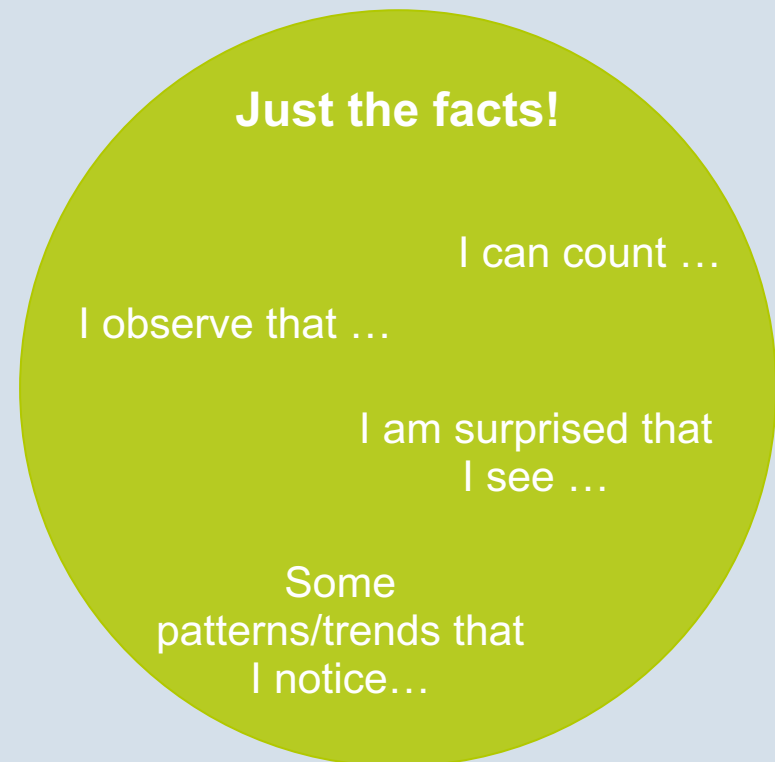 Just the facts!
I can count …
I observe that …
I am surprised that
I see …
Some
patterns/trends that
I notice…